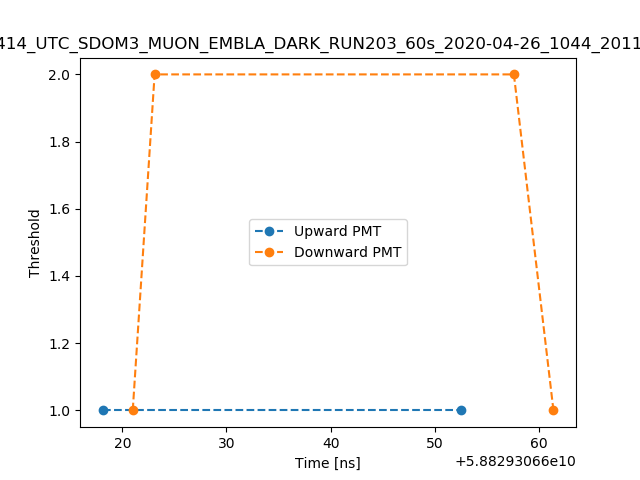 414_UTC_SDOM3_MUON_EMBLA_DARK_RUN203_60s_2020-04-26_1044_2011
2.0
1.8
1.6
1.4
1.2
1.0
Threshold
Upward PMT
Downward PMT
20 30 40 50 60
Time [ns]
+5.88293066e10